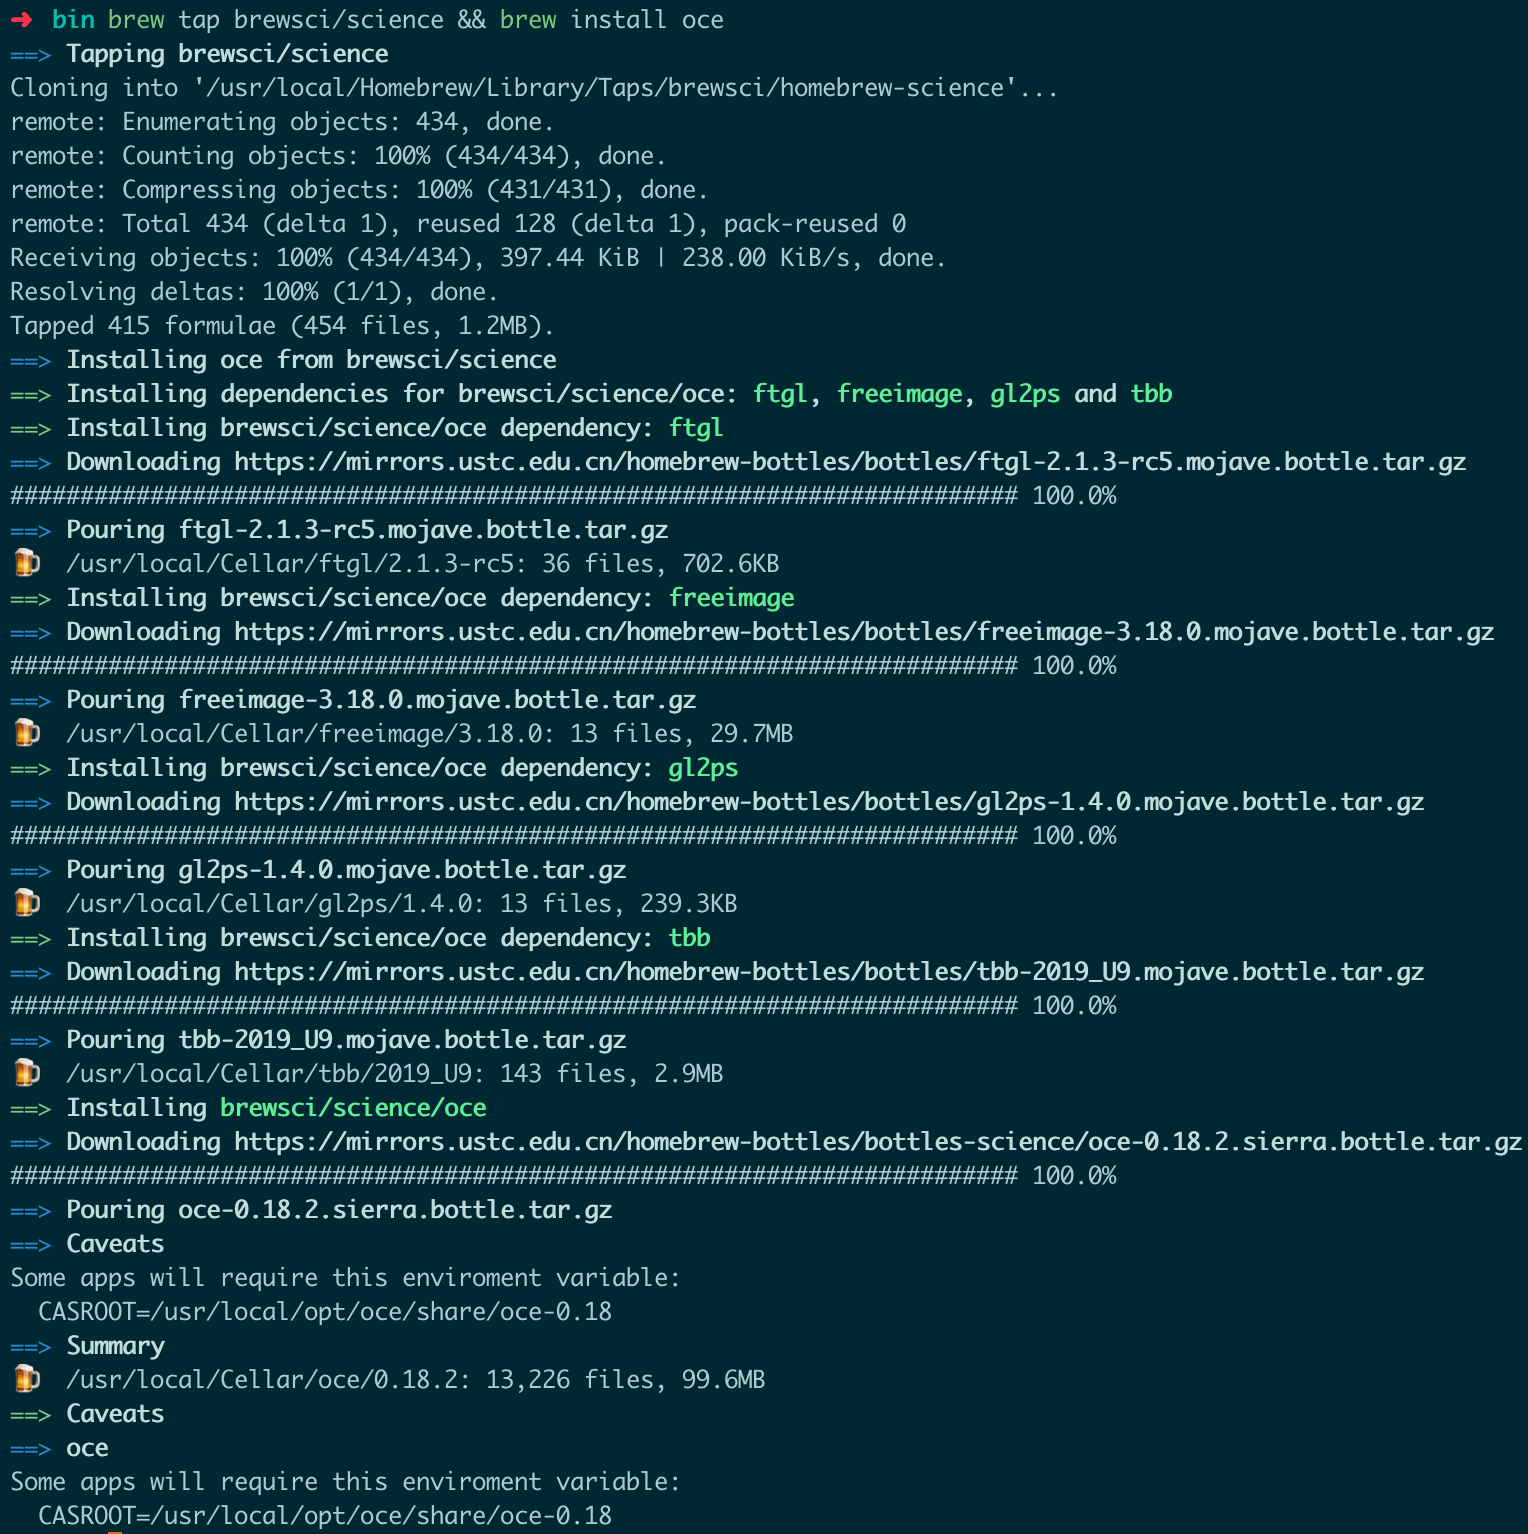 ➜ bin brew tap brewsci/science && brew install oce
==> Tapping brewsci/science
Cloning into '/usr/local/Homebrew/Library/Taps/brewsci/homebrew-science'...
remote: Enumerating objects: 434, done.
remote: Counting objects: 100% (434/434), done.
remote: Compressing objects: 100% (431/431), done.
remote: Total 434 (delta 1), reused 128 (delta 1), pack-reused 0
Receiving objects: 100% (434/434), 397.44 KiB | 238.00 KiB/s, done.
Resolving deltas: 100% (1/1), done.
Tapped 415 formulae (454 files, 1.2MB).
==> Installing oce from brewsci/science
==> Installing dependencies for brewsci/science/oce: ftgl, freeimage, gl2ps and tbb
==> Installing brewsci/science/oce dependency: ftgl
==> Downloading https://mirrors.ustc.edu.cn/homebrew-bottles/bottles/ftgl-2.1.3-rc5.mojave.bottle.tar.gz
######################################################################## 100.0%
==> Pouring ftgl-2.1.3-rc5.mojave.bottle.tar.gz
🍺 /usr/local/Cellar/ftgl/2.1.3-rc5: 36 files, 702.6KB
==> Installing brewsci/science/oce dependency: freeimage
==> Downloading https://mirrors.ustc.edu.cn/homebrew-bottles/bottles/freeimage-3.18.0.mojave.bottle.tar.gz
######################################################################## 100.0%
==> Pouring freeimage-3.18.0.mojave.bottle.tar.gz
🍺 /usr/local/Cellar/freeimage/3.18.0: 13 files, 29.7MB
==> Installing brewsci/science/oce dependency: gl2ps
==> Downloading https://mirrors.ustc.edu.cn/homebrew-bottles/bottles/gl2ps-1.4.0.mojave.bottle.tar.gz
######################################################################## 100.0%
==> Pouring gl2ps-1.4.0.mojave.bottle.tar.gz
🍺 /usr/local/Cellar/gl2ps/1.4.0: 13 files, 239.3KB
==> Installing brewsci/science/oce dependency: tbb
==> Downloading https://mirrors.ustc.edu.cn/homebrew-bottles/bottles/tbb-2019_U9.mojave.bottle.tar.gz
######################################################################## 100.0%
==> Pouring tbb-2019_U9.mojave.bottle.tar.gz
🍺 /usr/local/Cellar/tbb/2019_U9: 143 files, 2.9MB
==> Installing brewsci/science/oce
==> Downloading https://mirrors.ustc.edu.cn/homebrew-bottles/bottles-science/oce-0.18.2.sierra.bottle.tar.gz
######################################################################## 100.0%
==> Pouring oce-0.18.2.sierra.bottle.tar.gz
==> Caveats
Some apps will require this enviroment variable:
  CASROOT=/usr/local/opt/oce/share/oce-0.18
==> Summary
🍺 /usr/local/Cellar/oce/0.18.2: 13,226 files, 99.6MB
==> Caveats
==> oce
Some apps will require this enviroment variable:
  CASROOT=/usr/local/opt/oce/share/oce-0.18